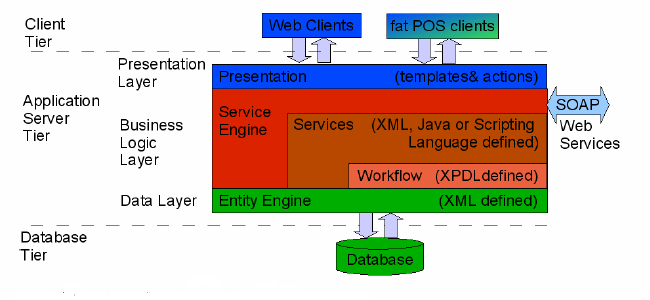 Client
Tier
Web Clients
fat POS clients
Presentation
Layer
Presentation (templates& actions)
Application
Server
Tier
Service
Engine
SOAP
Web
Services
Business
Logic
Layer
Services (XML, Java or Scripting
Language defined)
Workflow (XPDLdefined)
Data Layer
Entity Engine (XML defined)
Database
Tier
Database